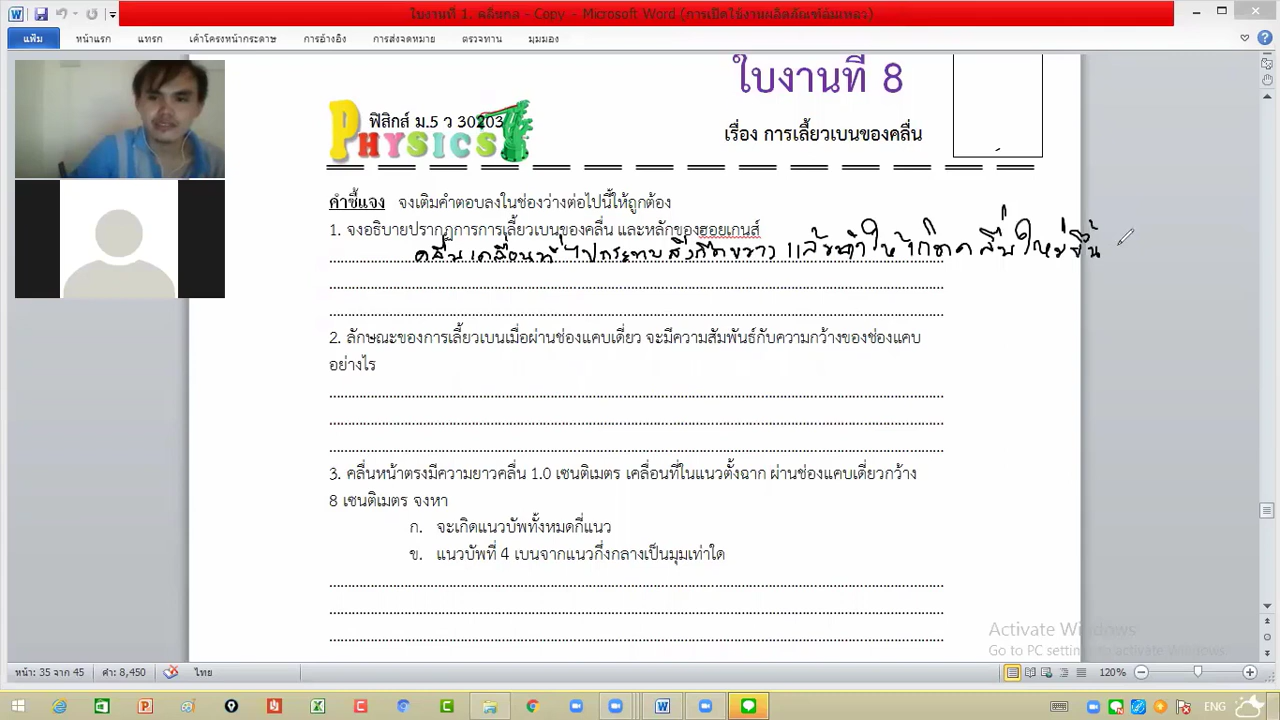 ใบงานที่ 1. คลื่นกล - Copy - Microsoft Word (การเปิดใช้งานผลิตภัณฑ์ล้มเหลว)
แฟ้ม หน้าแรก แทรก เค้าโครงหน้ากระดาษ การอ้างอิง การส่งจดหมาย ตรวจทาน มุมมอง
ใบงานที่ 8
ฟิสิกส์ ม.5 ว 30203
PHYSICS
เรื่อง การเลี้ยวเบนของคลื่น
คำชี้แจง จงเติมคำตอบลงในช่องว่างต่อไปนี้ให้ถูกต้อง
1. จงอธิบายปรากฏการการเลี้ยวเบนของคลื่น และหลักของฮอยเกนส์
คลื่นเคลื่อนที่ไปกระทบสิ่งกีดขวาง แล้วทำให้เกิดคลื่นใหม่ขึ้น
2. ลักษณะของการเลี้ยวเบนเมื่อผ่านช่องแคบเดี่ยว จะมีความสัมพันธ์กับความกว้างของช่องแคบ
อย่างไร
3. คลื่นหน้าตรงมีความยาวคลื่น 1.0 เซนติเมตร เคลื่อนที่ในแนวตั้งฉาก ผ่านช่องแคบเดี่ยวกว้าง
8 เซนติเมตร จงหา
ก. จะเกิดแนวบัพทั้งหมดกี่แนว
ข. แนวบัพที่ 4 เบนจากแนวกึ่งกลางเป็นมุมเท่าใด
Activate Windows
Go to PC settings to activate Windows.
หน้า: 35 จาก 45 คำ: 8,450 ไทย 120%
ENG